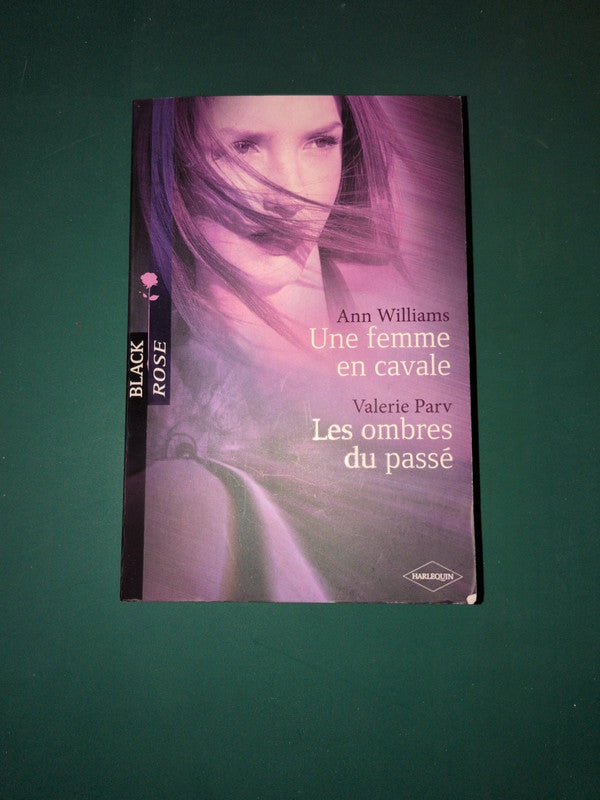 Ann Williams
Une femme
en cavale
Valerie Parv
Les ombres
du passé
BLACK
ROSE
HARLEQUIN